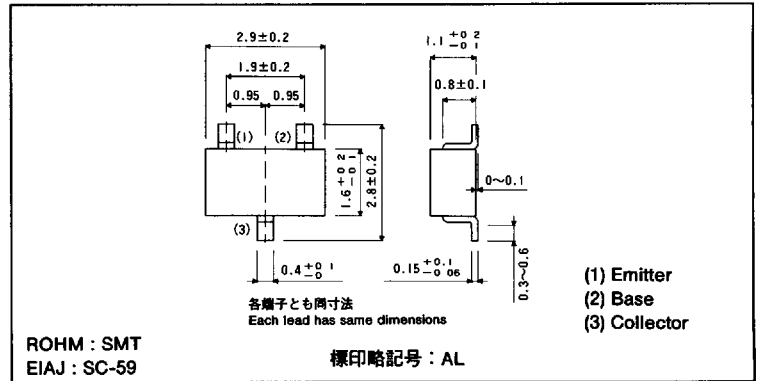 2.9±0.2
1.9±0.2
0.95 0.95
(1) (2)
(3)
1.6 +0.2 -0.1
2.8±0.2
0.4 +0.1 -0
各端子とも同寸法
Each lead has same dimensions
1.1 +0.2 -0.1
0.8±0.1
0~0.1
0.15 +0.1 -0.06
0.3~0.6
(1) Emitter
(2) Base
(3) Collector
ROHM : SMT
EIAJ : SC-59
標印略記号：AL